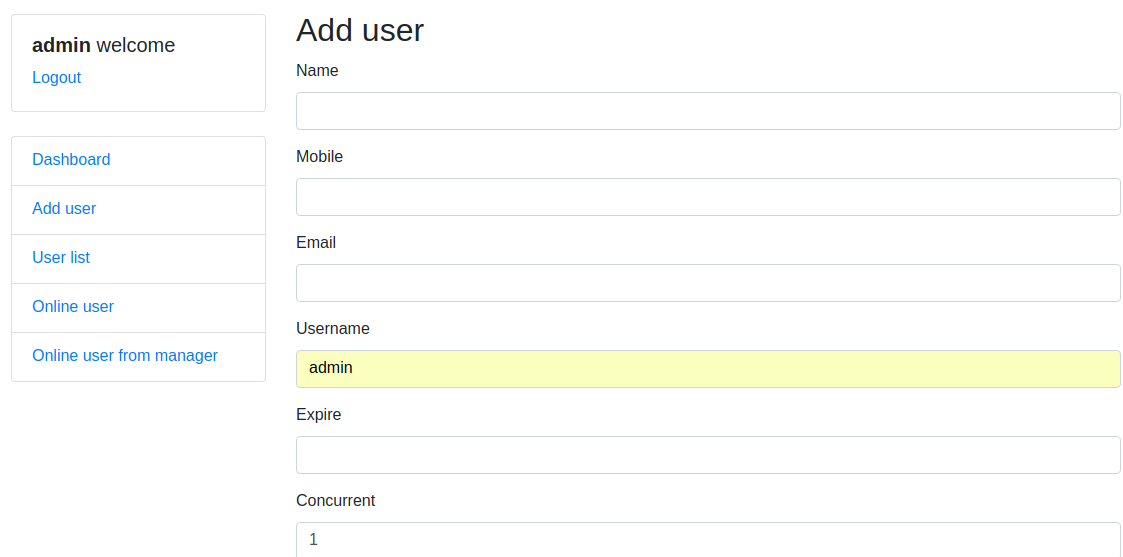 admin welcome
Logout
Dashboard
Add user
User list
Online user
Online user from manager
Add user
Name
Mobile
Email
Username
admin
Expire
Concurrent
1